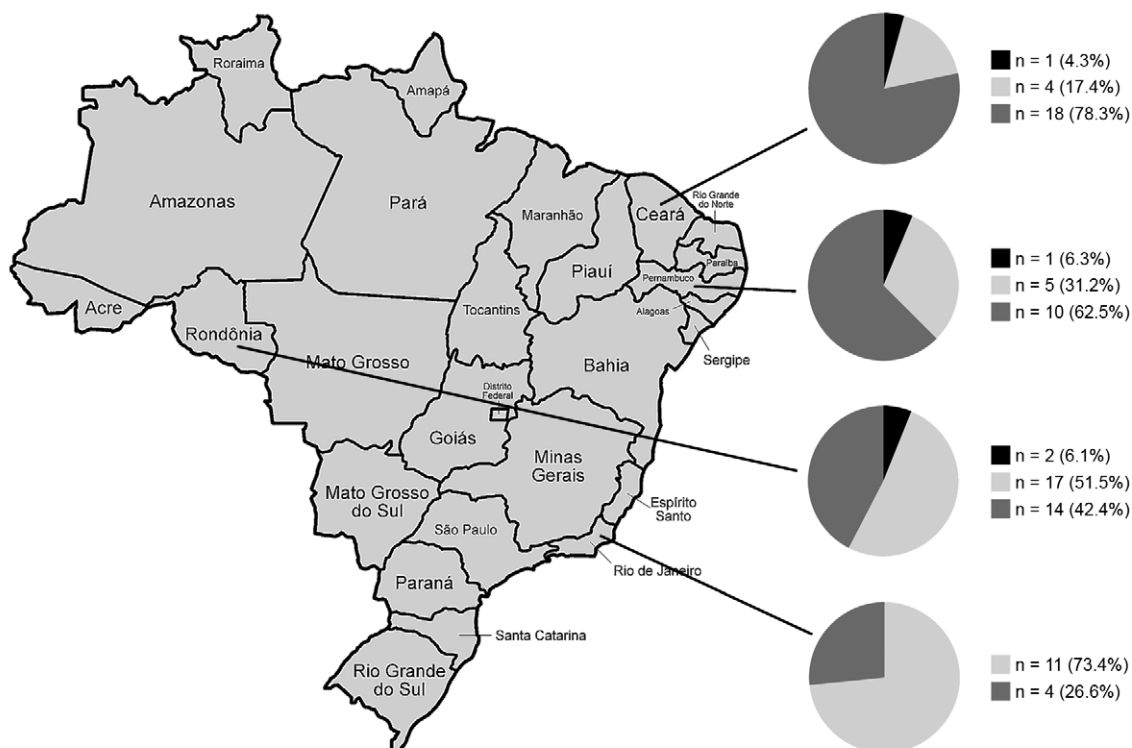 Roraima
Amapá
Amazonas
Pará
Maranhão
Ceará
Rio Grande
do Norte
Paraíba
Piauí
Pernambuco
Acre
Rondônia
Tocantins
Alagoas
Sergipe
Mato Grosso
Bahia
Distrito
Federal
Goiás
Minas
Gerais
Mato Grosso
do Sul
Espírito
Santo
São Paulo
Rio de Janeiro
Paraná
Santa Catarina
Rio Grande
do Sul
n = 1 (4.3%)
n = 4 (17.4%)
n = 18 (78.3%)
n = 1 (6.3%)
n = 5 (31.2%)
n = 10 (62.5%)
n = 2 (6.1%)
n = 17 (51.5%)
n = 14 (42.4%)
n = 11 (73.4%)
n = 4 (26.6%)